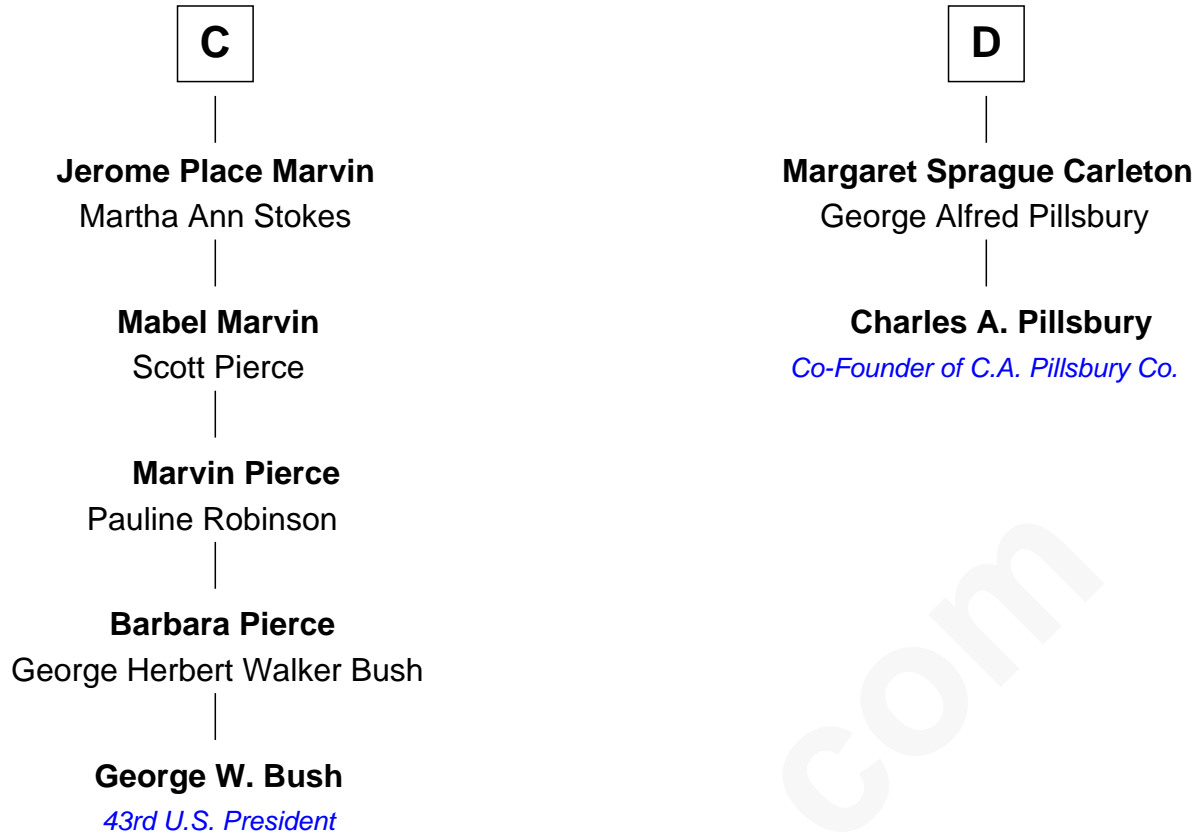 C
Jerome Place Marvin
Martha Ann Stokes
Mabel Marvin
Scott Pierce
Marvin Pierce
Pauline Robinson
Barbara Pierce
George Herbert Walker Bush
George W. Bush
43rd U.S. President
D
Margaret Sprague Carleton
George Alfred Pillsbury
Charles A. Pillsbury
Co-Founder of C.A. Pillsbury Co.
com